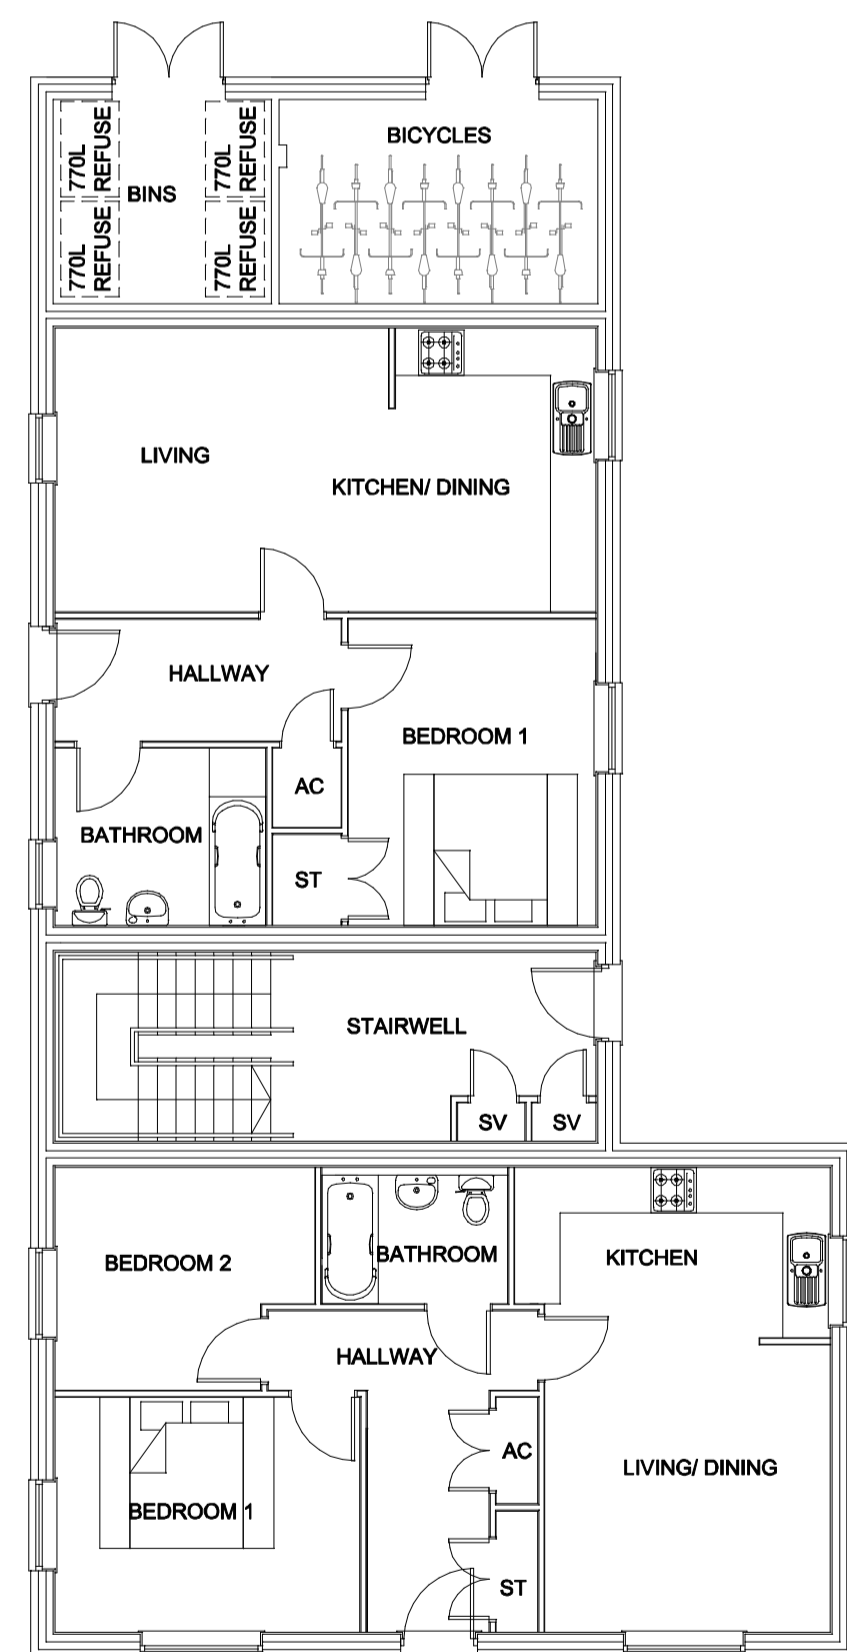 770L
REFUSE
770L
REFUSE
BINS
770L
REFUSE
770L
REFUSE
BICYCLES
LIVING
KITCHEN/ DINING
HALLWAY
BEDROOM 1
AC
BATHROOM
ST
STAIRWELL
SV
SV
BEDROOM 2
BATHROOM
KITCHEN
HALLWAY
AC
LIVING/ DINING
BEDROOM 1
ST